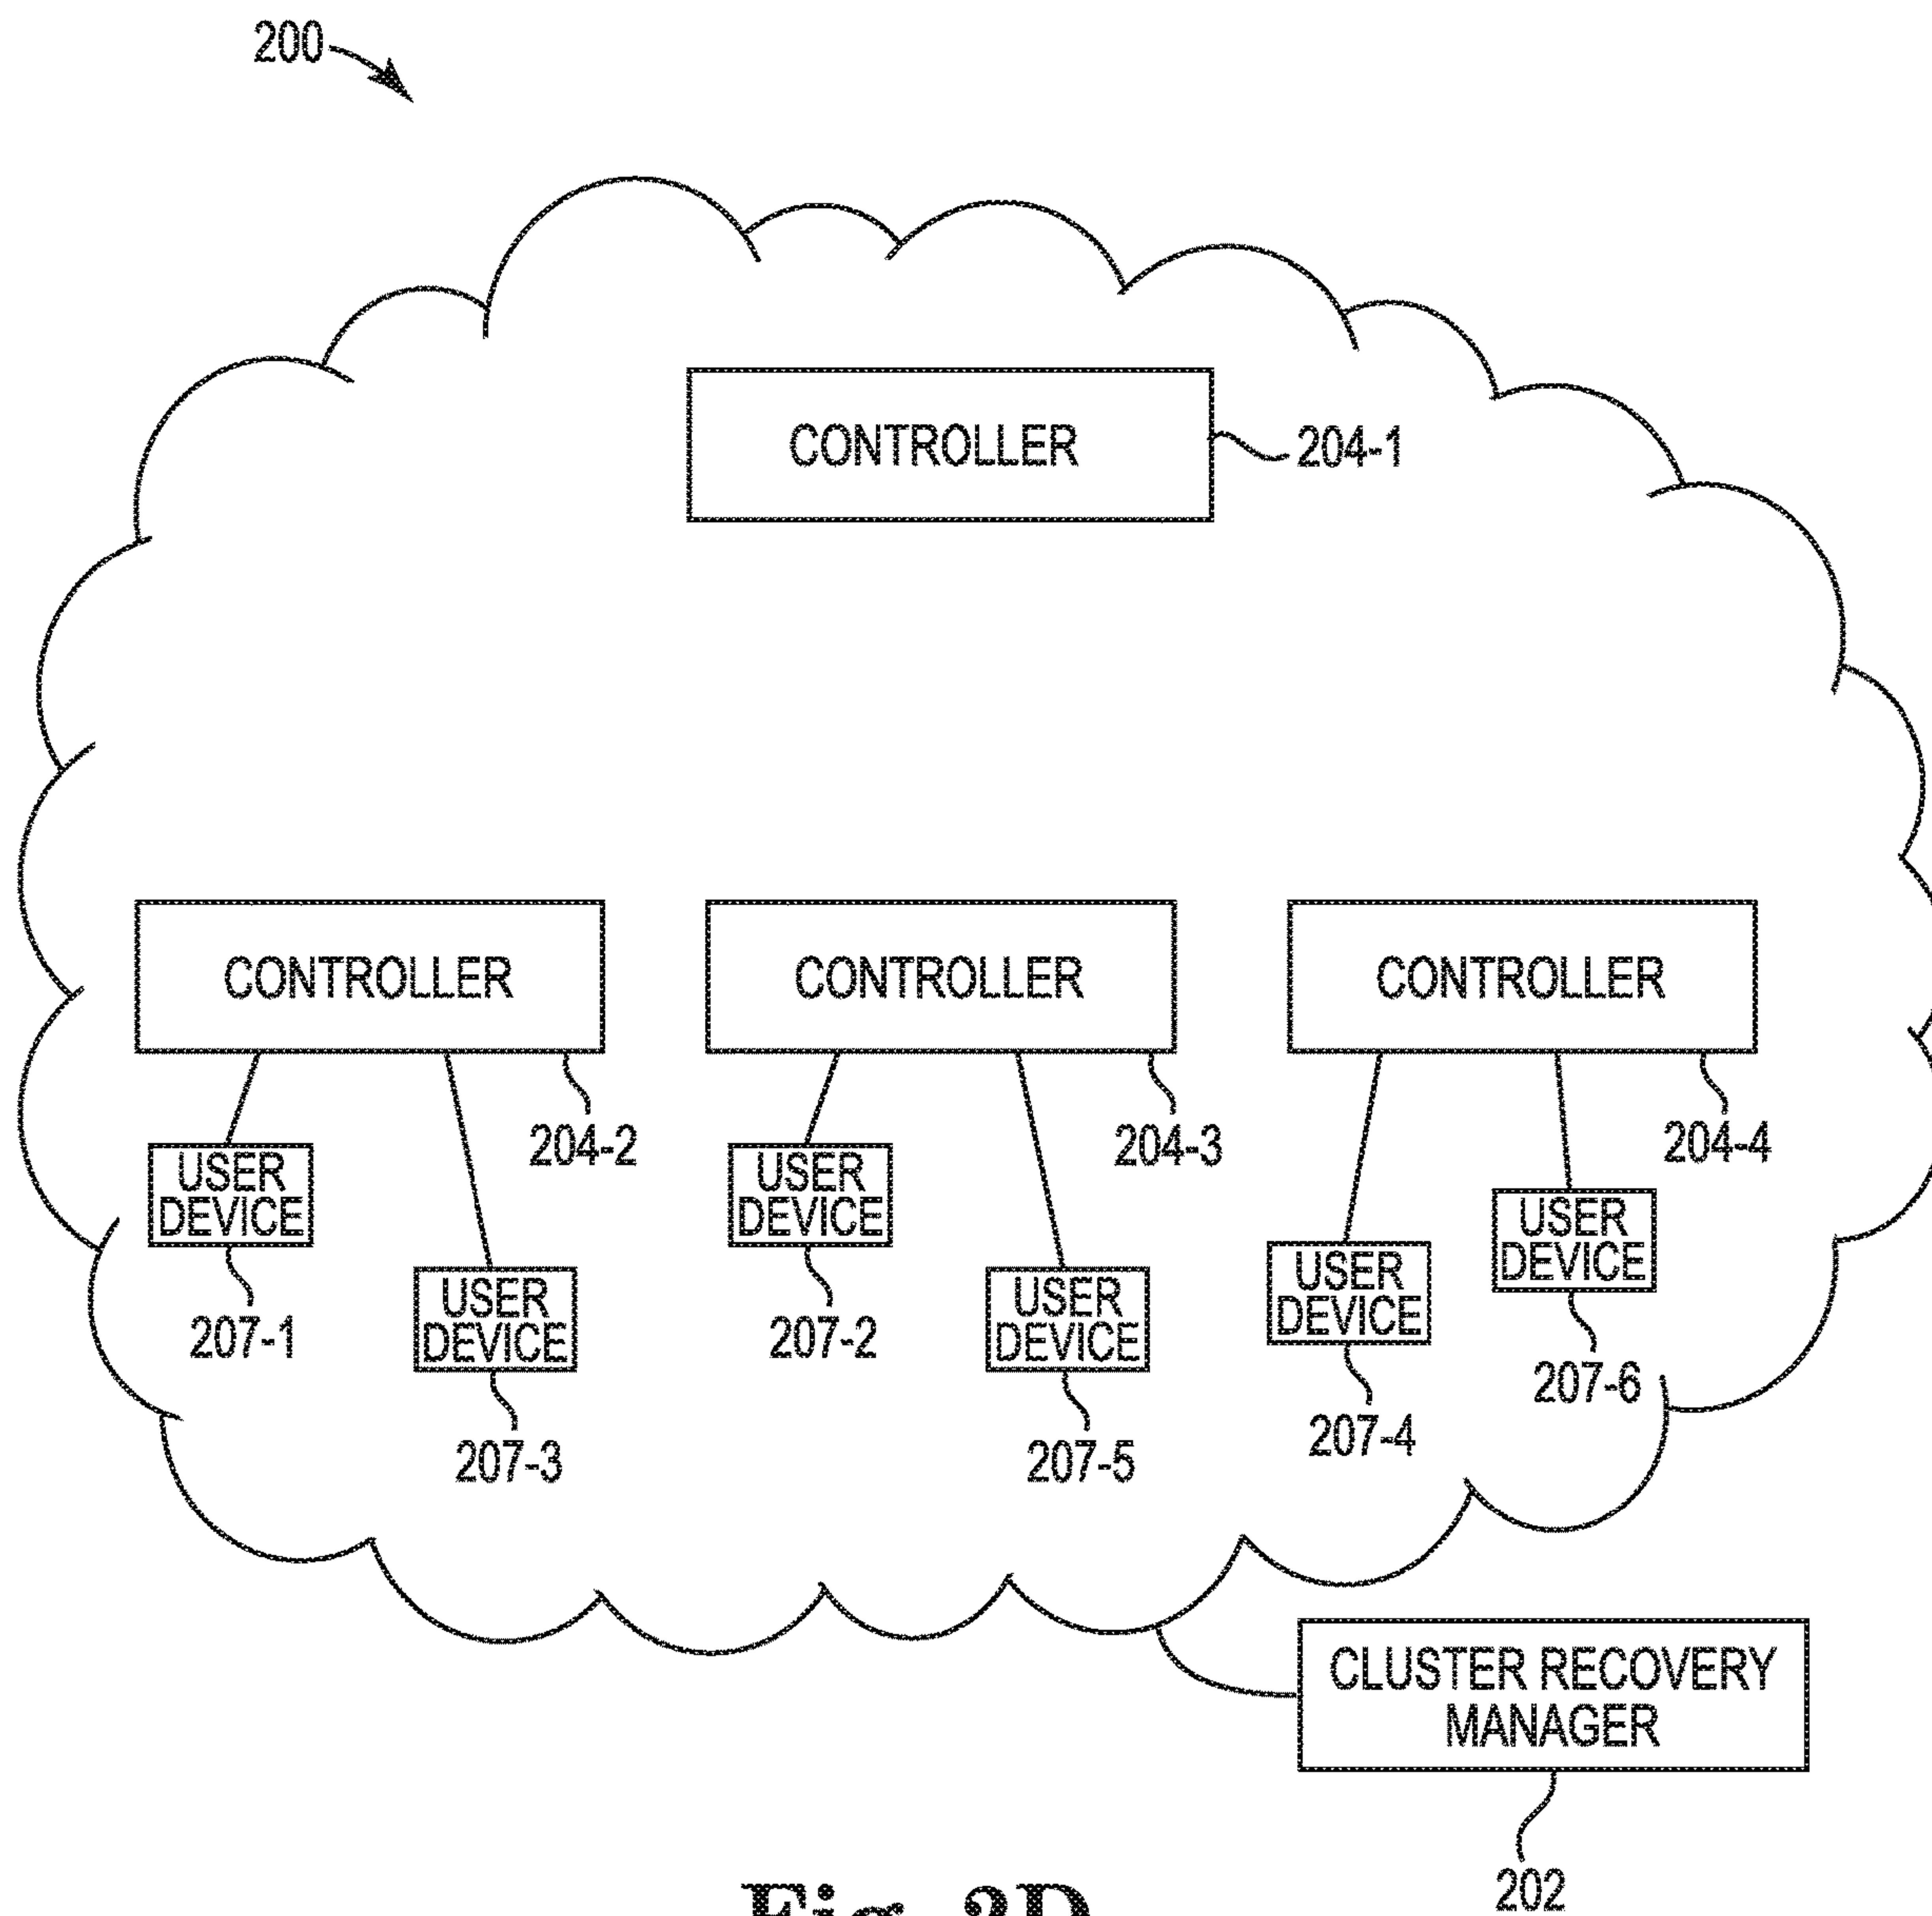 200
CONTROLLER
204-1
CONTROLLER
CONTROLLER
CONTROLLER
204-2
204-3
204-4
USER
DEVICE
USER
DEVICE
USER
DEVICE
USER
DEVICE
USER
DEVICE
USER
DEVICE
207-1
207-2
207-6
207-3
207-5
207-4
CLUSTER RECOVERY
MANAGER
202
Fig. 2D